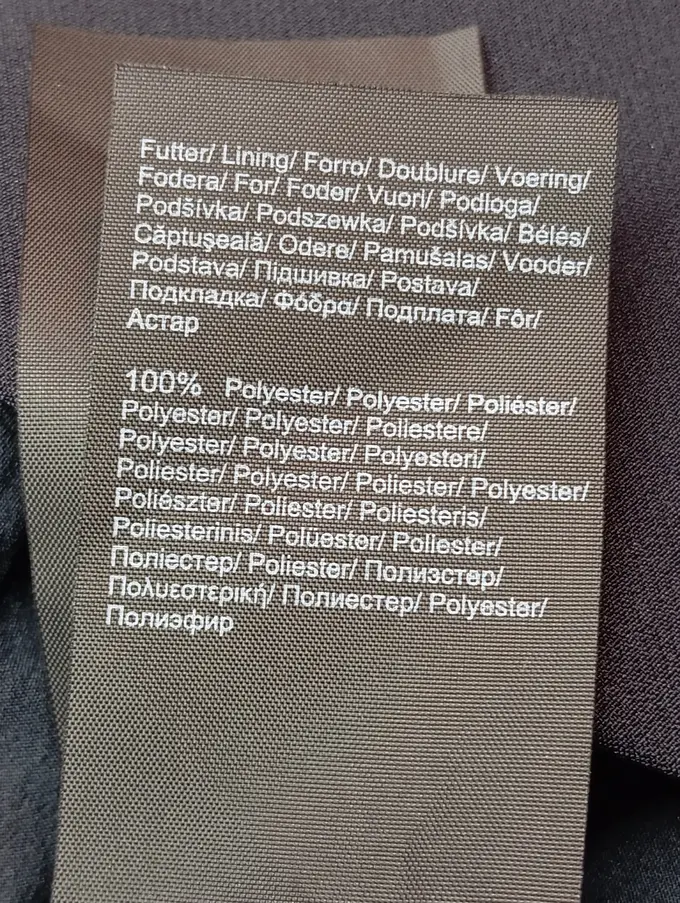 Futter/ Lining/ Forro/ Doublure/ Voering/
Fodera/ For/ Foder/ Vuori/ Podloga/
Podšívka/ Podszewka/ Podšívka/ Bélés/
Căptuşeală/ Odere/ Pamušalas/ Vooder/
Podstava/ Підшивка/ Postava/
Подкладка/ Φόδρα/ Подплата/ Fôr/
Астар
100% Polyester/ Polyester/ Poliéster/
Polyester/ Polyester/ Poliestere/
Polyester/ Polyester/ Polyesteri/
Poliester/ Polyester/ Poliester/ Polyester/
Poliészter/ Poliester/ Poliesteris/
Poliesterinis/ Poluester/ Poliester/
Поліестер/ Poliester/ Полиэстер/
Πολυεστερική/ Полиестер/ Polyester/
Полиэфир